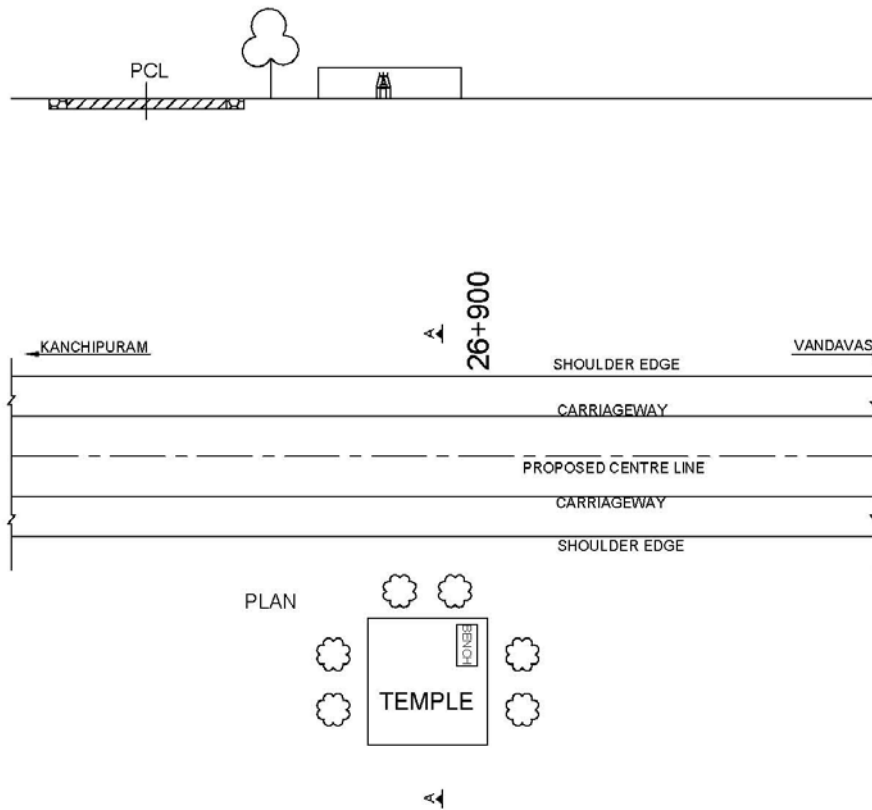 PCL
A
26+900
KANCHIPURAM
VANDAVAS
SHOULDER EDGE
CARRIAGEWAY
PROPOSED CENTRE LINE
CARRIAGEWAY
SHOULDER EDGE
PLAN
BENCH
TEMPLE
A